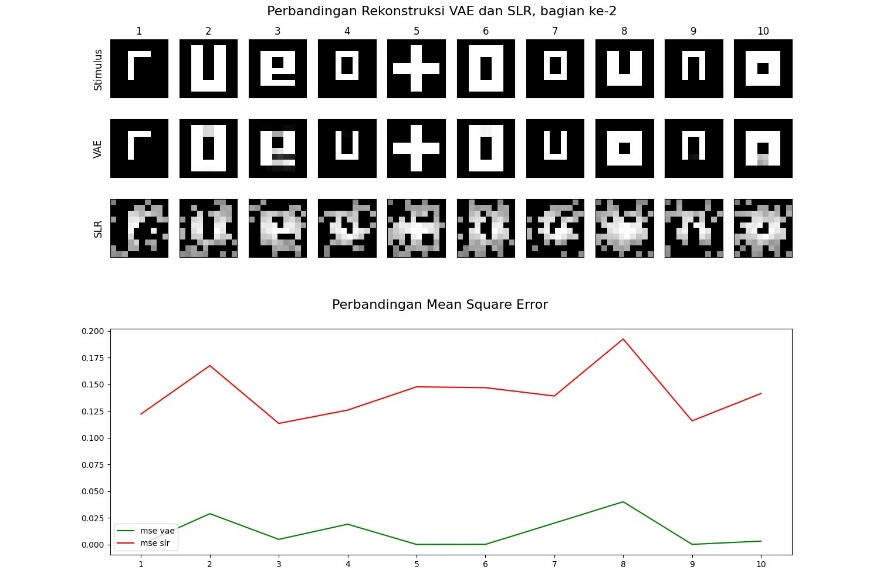 Perbandingan Rekonstruksi VAE dan SLR, bagian ke-2
1 2 3 4 5 6 7 8 9 10
Stimulus
VAE
SLR
Perbandingan Mean Square Error
0.200
0.175
0.150
0.125
0.100
0.075
0.050
0.025
0.000
mse vae
mse slr
1 2 3 4 5 6 7 8 9 10